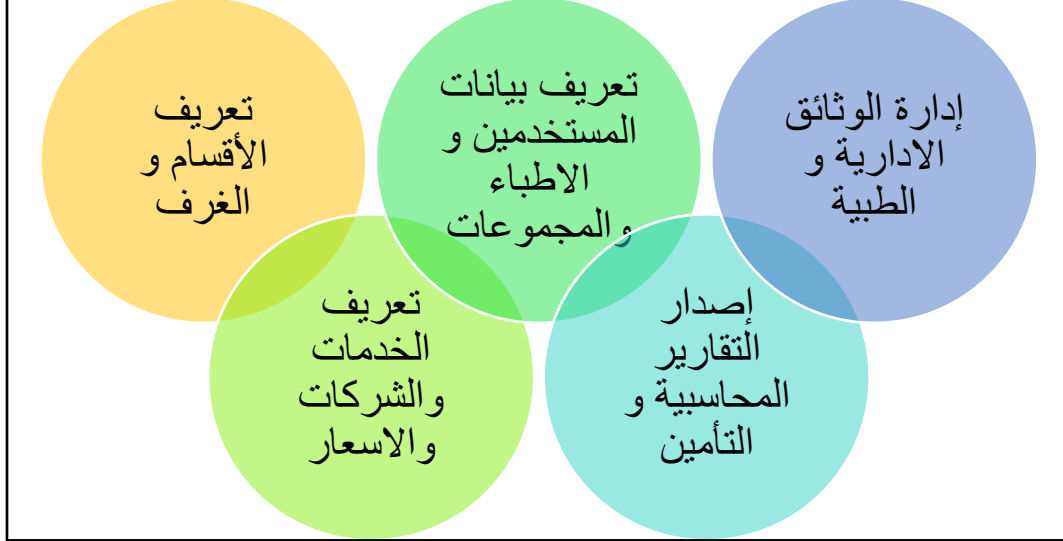 إدارة الوثائق
الادارية و
الطبية
تعريف بيانات
المستخدمين و
الاطباء
والمجموعات
تعريف
الأقسام و
الغرف
إصدار
التقارير
المحاسبية و
التأمين
تعريف
الخدمات
والشركات
والاسعار